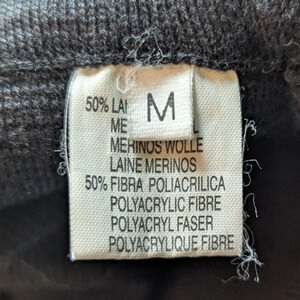 M
50% LA
ME L
MERINOS WOLLE
LAINE MERINOS
50% FIBRA POLIACRILICA
POLYACRYLIC FIBRE
POLYACRYL FASER
POLYACRYLIQUE FIBRE